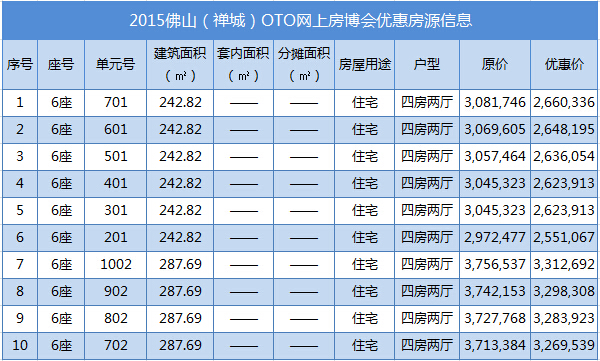 2015佛山（禅城）OTO网上房博会优惠房源信息
序号 座号 单元号 建筑面积（㎡） 套内面积（㎡） 分摊面积（㎡） 房屋用途 户型 原价 优惠价
1 6座 701 242.82 —— —— 住宅 四房两厅 3,081,746 2,660,336
2 6座 601 242.82 —— —— 住宅 四房两厅 3,069,605 2,648,195
3 6座 501 242.82 —— —— 住宅 四房两厅 3,057,464 2,636,054
4 6座 401 242.82 —— —— 住宅 四房两厅 3,045,323 2,623,913
5 6座 301 242.82 —— —— 住宅 四房两厅 3,045,323 2,623,913
6 6座 201 242.82 —— —— 住宅 四房两厅 2,972,477 2,551,067
7 6座 1002 287.69 —— —— 住宅 四房两厅 3,756,537 3,312,692
8 6座 902 287.69 —— —— 住宅 四房两厅 3,742,153 3,298,308
9 6座 802 287.69 —— —— 住宅 四房两厅 3,727,768 3,283,923
10 6座 702 287.69 —— —— 住宅 四房两厅 3,713,384 3,269,539